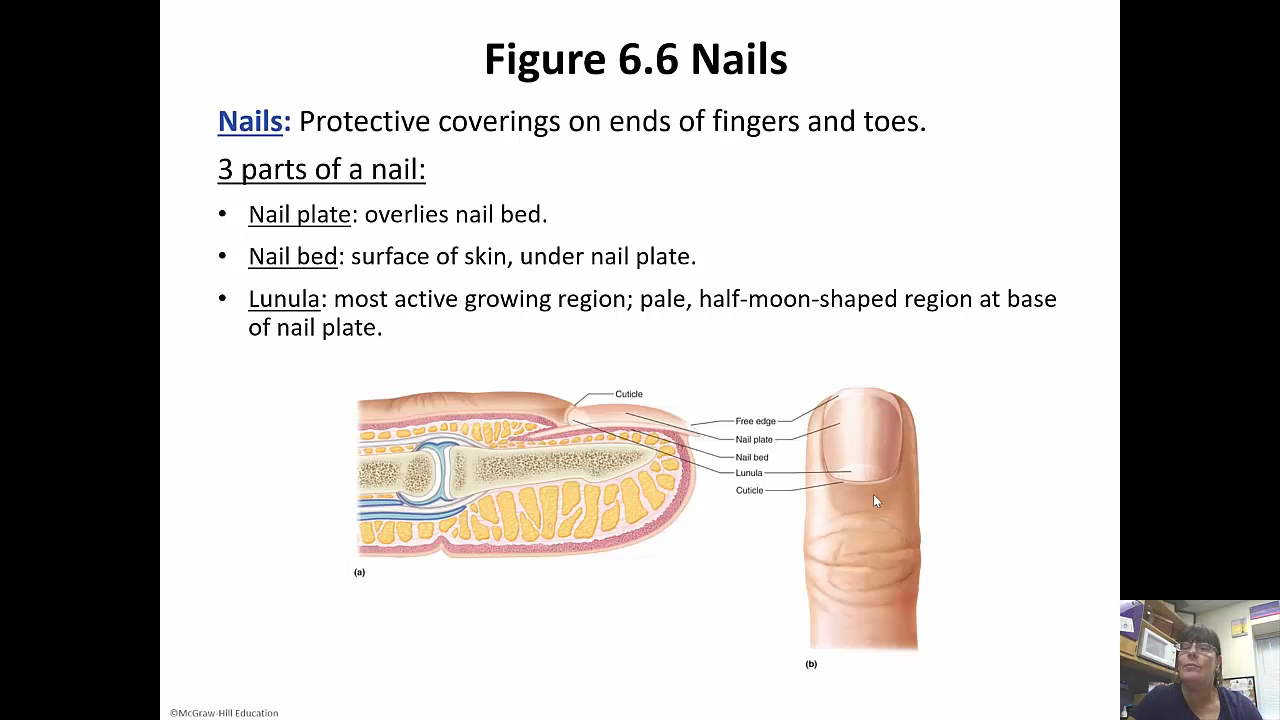 Figure 6.6 Nails
Nails: Protective coverings on ends of fingers and toes.
3 parts of a nail:
• Nail plate: overlies nail bed.
• Nail bed: surface of skin, under nail plate.
• Lunula: most active growing region; pale, half-moon-shaped region at base
of nail plate.
Cuticle
Free edge
Nail plate
Nail bed
Lunula
Cuticle
(a)
(b)
©McGraw-Hill Education